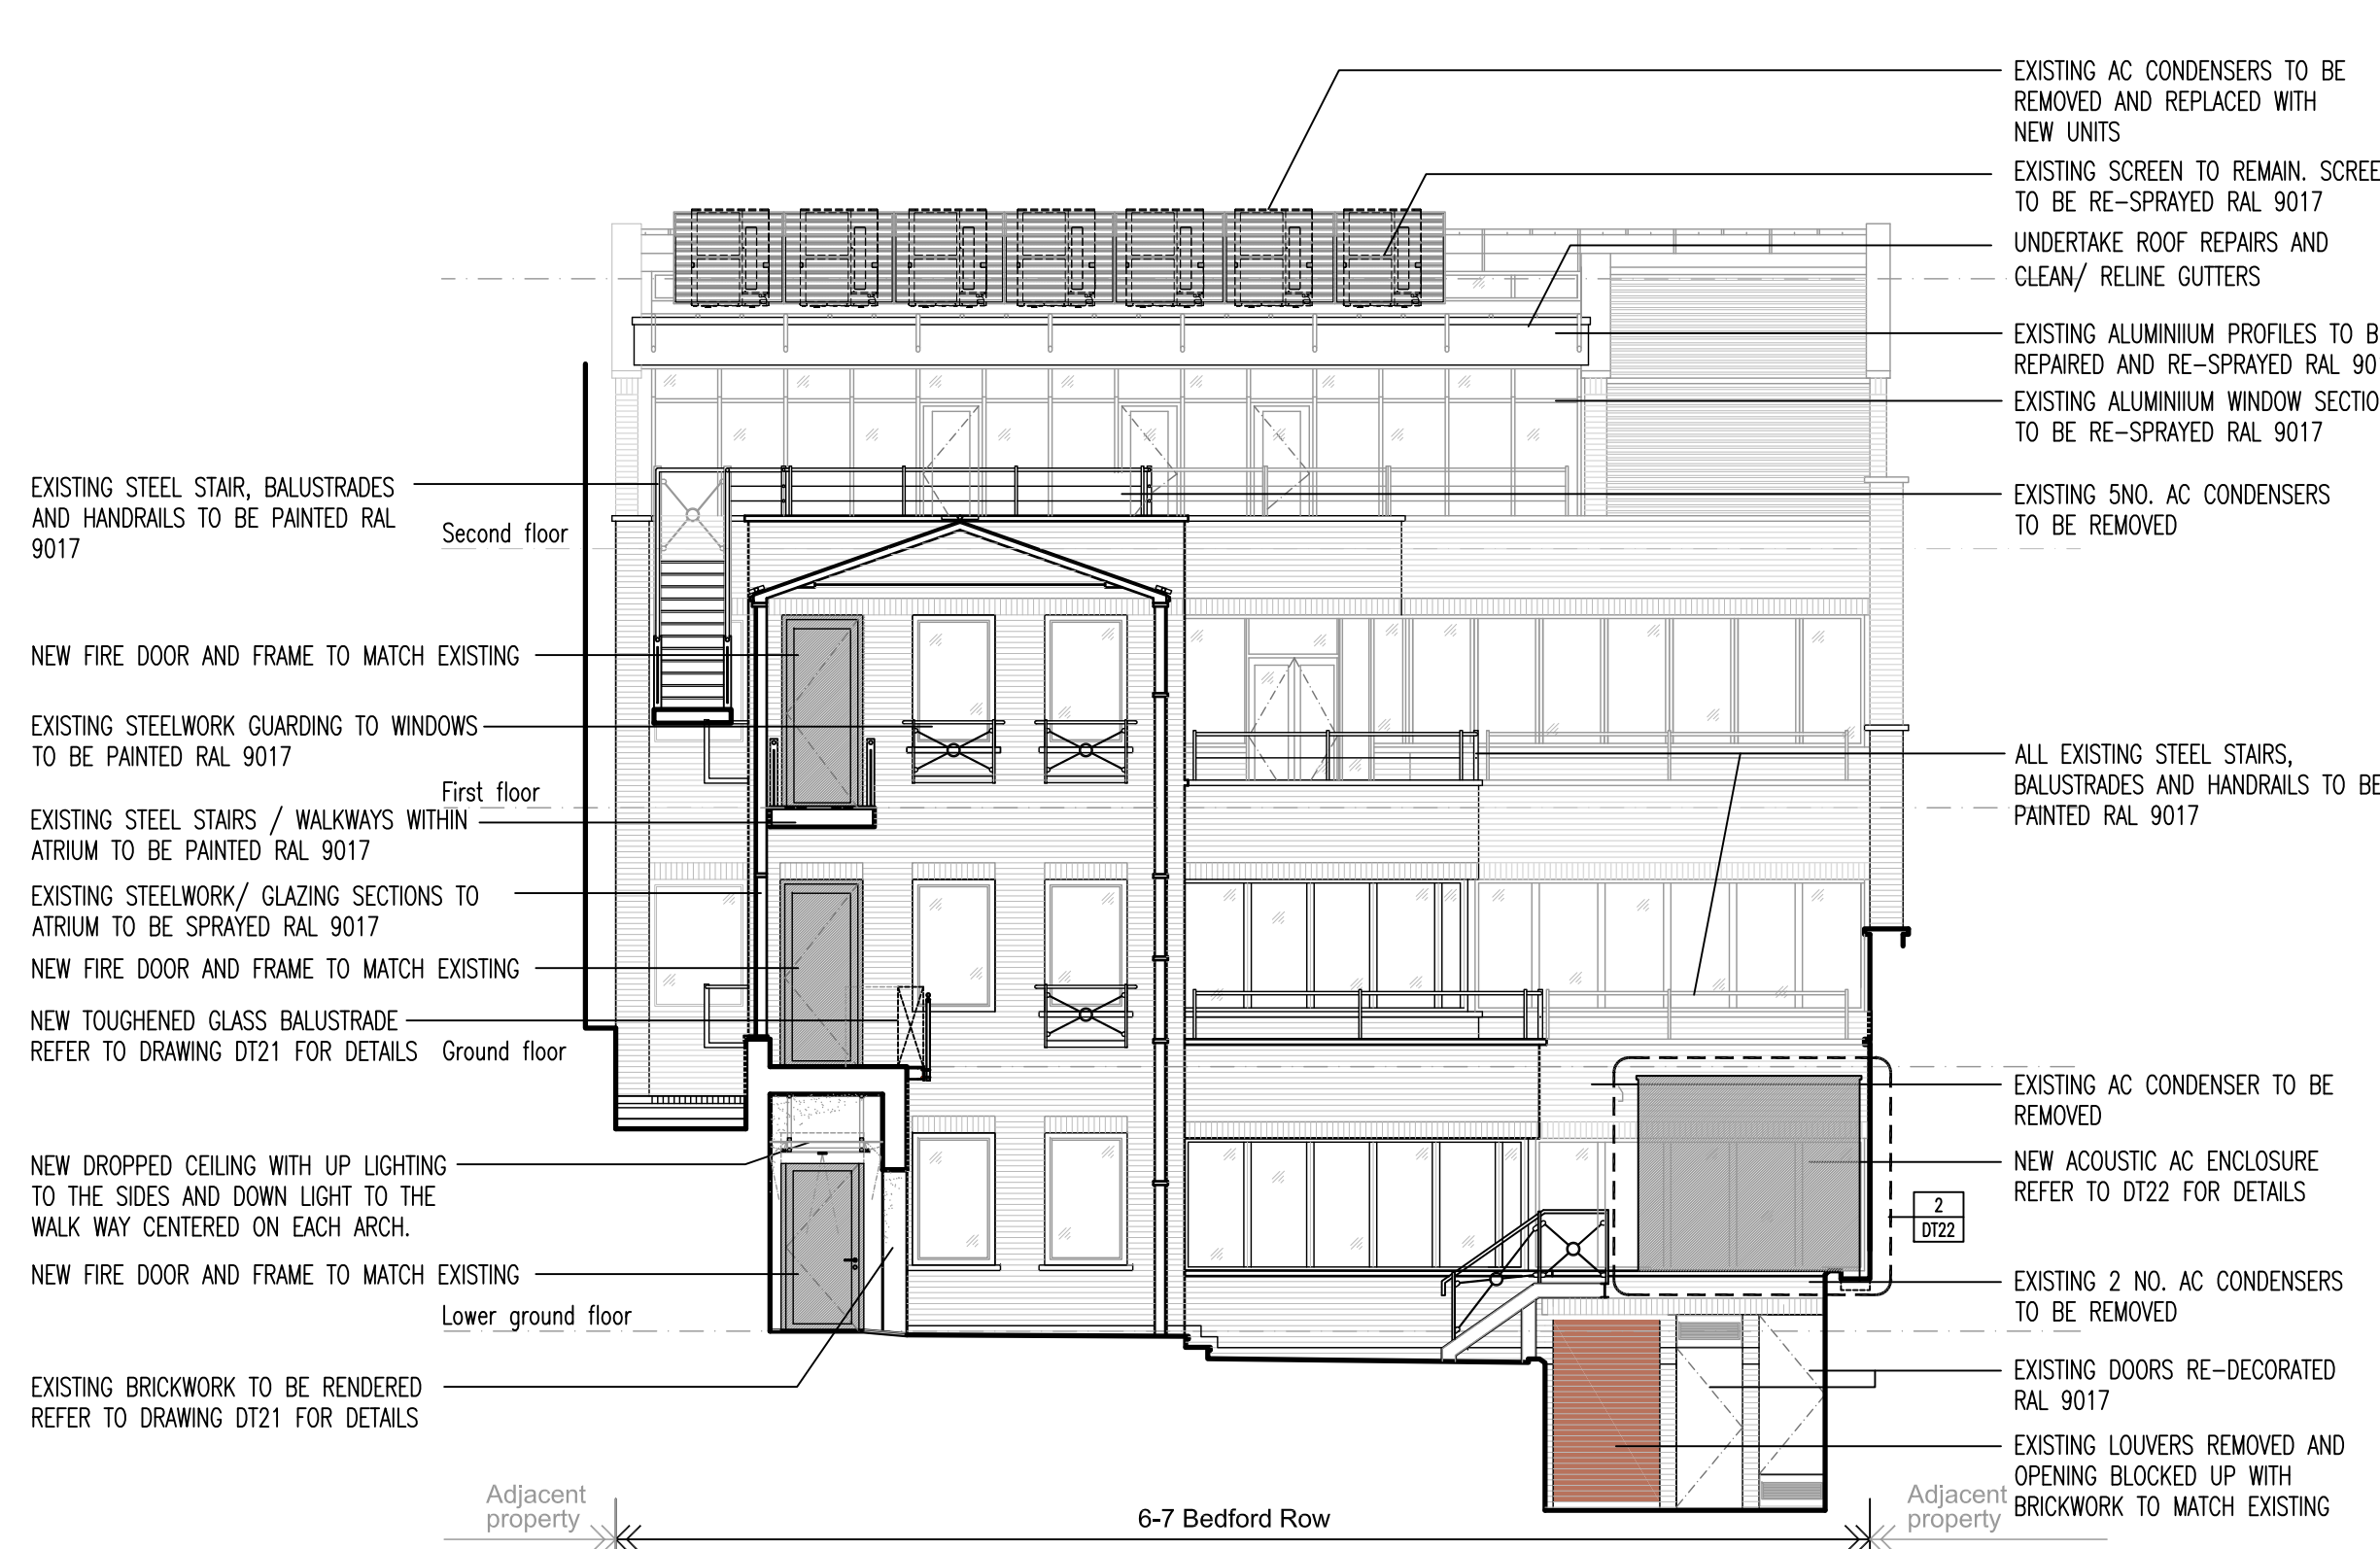 EXISTING AC CONDENSERS TO BE
REMOVED AND REPLACED WITH
NEW UNITS
EXISTING SCREEN TO REMAIN. SCREE
TO BE RE-SPRAYED RAL 9017
UNDERTAKE ROOF REPAIRS AND
CLEAN/ RELINE GUTTERS
EXISTING ALUMINIIUM PROFILES TO B
REPAIRED AND RE-SPRAYED RAL 90
EXISTING ALUMINIIUM WINDOW SECTIO
TO BE RE-SPRAYED RAL 9017
EXISTING 5NO. AC CONDENSERS
TO BE REMOVED
ALL EXISTING STEEL STAIRS,
BALUSTRADES AND HANDRAILS TO BE
PAINTED RAL 9017
EXISTING AC CONDENSER TO BE
REMOVED
NEW ACOUSTIC AC ENCLOSURE
REFER TO DT22 FOR DETAILS
2
DT22
EXISTING 2 NO. AC CONDENSERS
TO BE REMOVED
EXISTING DOORS RE-DECORATED
RAL 9017
EXISTING LOUVERS REMOVED AND
OPENING BLOCKED UP WITH
BRICKWORK TO MATCH EXISTING
EXISTING STEEL STAIR, BALUSTRADES
AND HANDRAILS TO BE PAINTED RAL
9017
Second floor
NEW FIRE DOOR AND FRAME TO MATCH EXISTING
EXISTING STEELWORK GUARDING TO WINDOWS
TO BE PAINTED RAL 9017
First floor
EXISTING STEEL STAIRS / WALKWAYS WITHIN
ATRIUM TO BE PAINTED RAL 9017
EXISTING STEELWORK/ GLAZING SECTIONS TO
ATRIUM TO BE SPRAYED RAL 9017
NEW FIRE DOOR AND FRAME TO MATCH EXISTING
NEW TOUGHENED GLASS BALUSTRADE
REFER TO DRAWING DT21 FOR DETAILS
Ground floor
NEW DROPPED CEILING WITH UP LIGHTING
TO THE SIDES AND DOWN LIGHT TO THE
WALK WAY CENTERED ON EACH ARCH.
NEW FIRE DOOR AND FRAME TO MATCH EXISTING
Lower ground floor
EXISTING BRICKWORK TO BE RENDERED
REFER TO DRAWING DT21 FOR DETAILS
Adjacent
property
6-7 Bedford Row
Adjacent
property